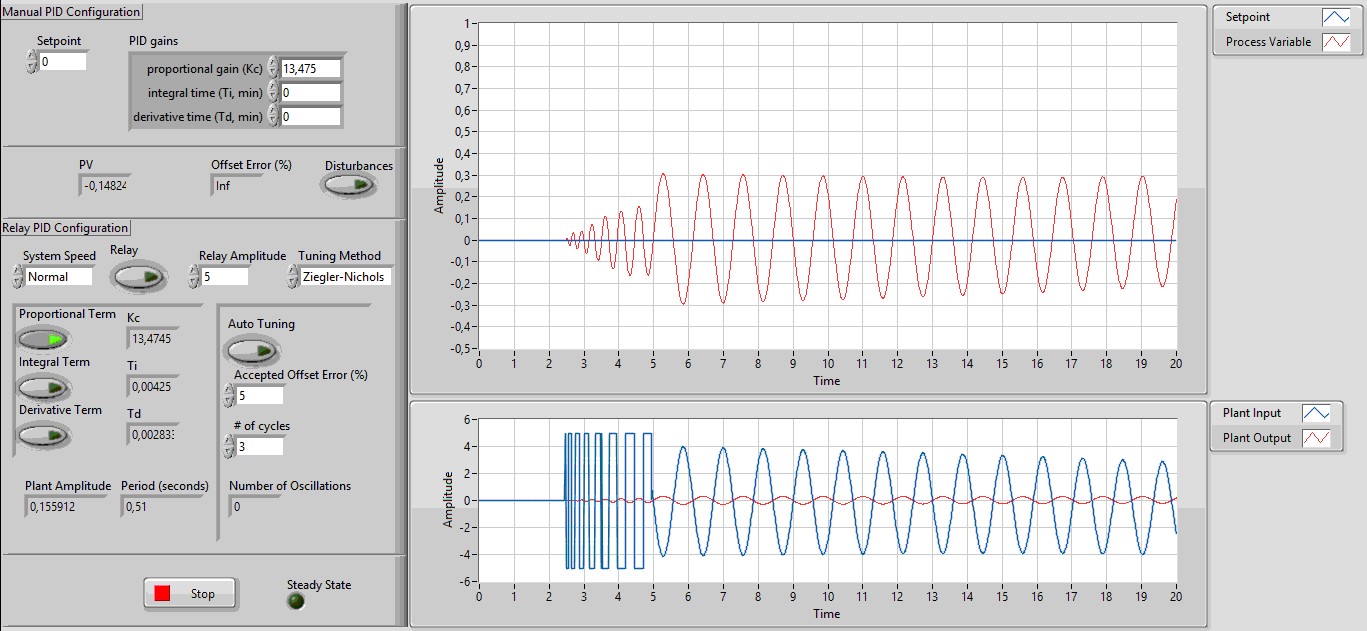 Manual PID Configuration
Setpoint
0
PID gains
proportional gain (Kc) 13,475
integral time (Ti, min) 0
derivative time (Td, min) 0
PV
-0,14824
Offset Error (%)
Inf
Disturbances
Relay PID Configuration
System Speed
Normal
Relay
Relay Amplitude
5
Tuning Method
Ziegler-Nichols
Proportional Term
Kc
13,4745
Integral Term
Ti
0,00425
Derivative Term
Td
0,00283
Auto Tuning
Accepted Offset Error (%)
5
# of cycles
3
Plant Amplitude
0,155912
Period (seconds)
0,51
Number of Oscillations
0
Stop
Steady State
Amplitude
1
0,9
0,8
0,7
0,6
0,5
0,4
0,3
0,2
0,1
0
-0,1
-0,2
-0,3
-0,4
-0,5
0 1 2 3 4 5 6 7 8 9 10 11 12 13 14 15 16 17 18 19 20
Time
Setpoint
Process Variable
Amplitude
6
4
2
0
-2
-4
-6
0 1 2 3 4 5 6 7 8 9 10 11 12 13 14 15 16 17 18 19 20
Time
Plant Input
Plant Output